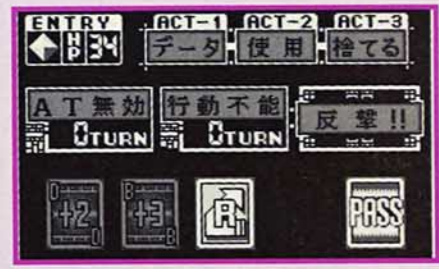 ENTRY ACT-1 ACT-2 ACT-3
HP 34 データ 使用 捨てる
AT無効 行動不能 反撃!!
0TURN 0TURN
D +2 D B +3 B R PASS